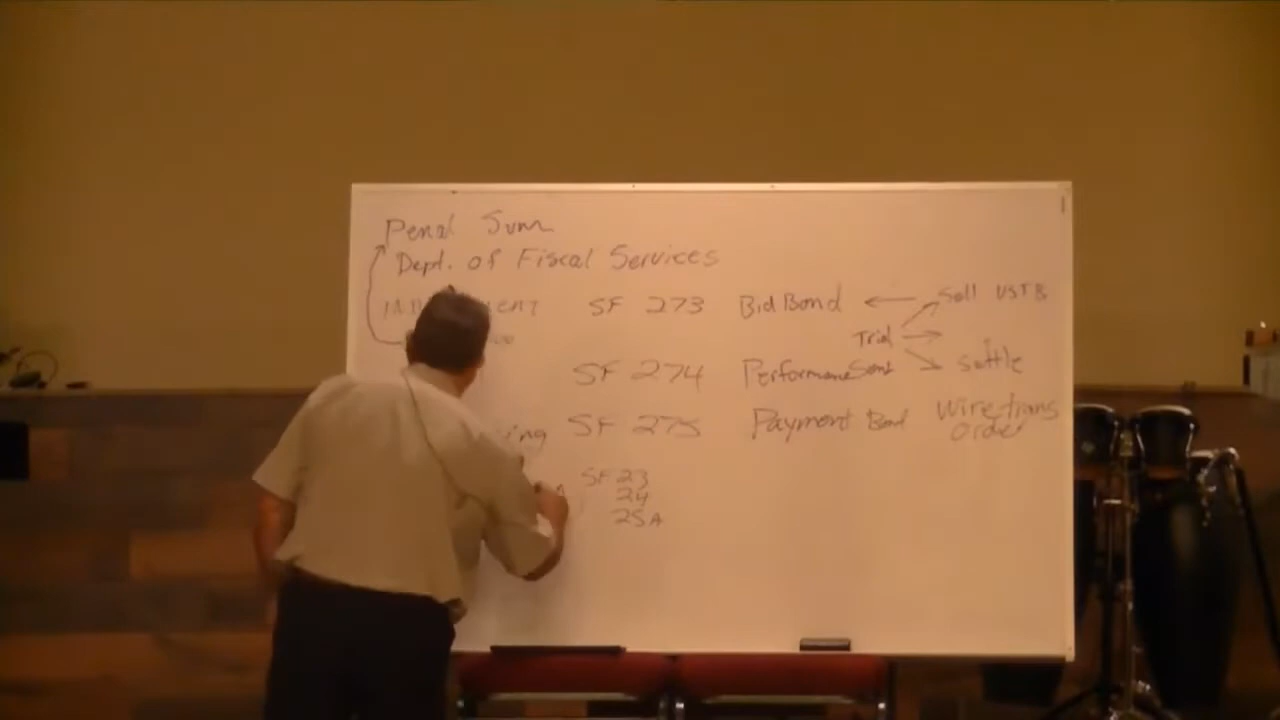 Penal Sum
Dept. of Fiscal Services
SF 273 Bid Bond ← Sell USTB
Trial → →
SF 274 Performance → Settle
SF 275 Payment Bond Wire trans
Order
SF 23
24
25A